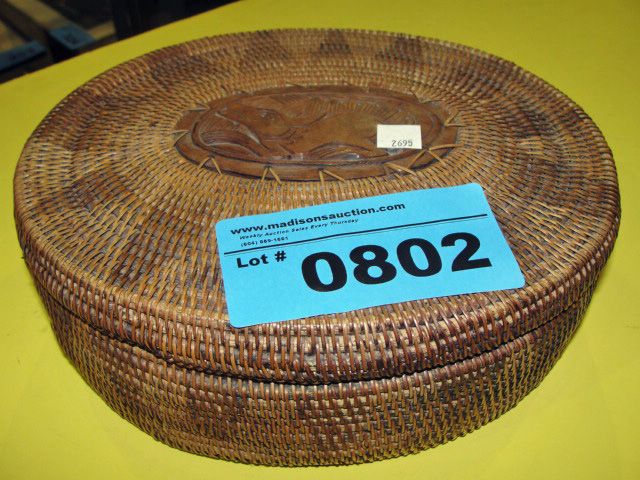 2695
www.madisonsauction.com
Weekly Auction Sales Every Thursday
Lot # 0802